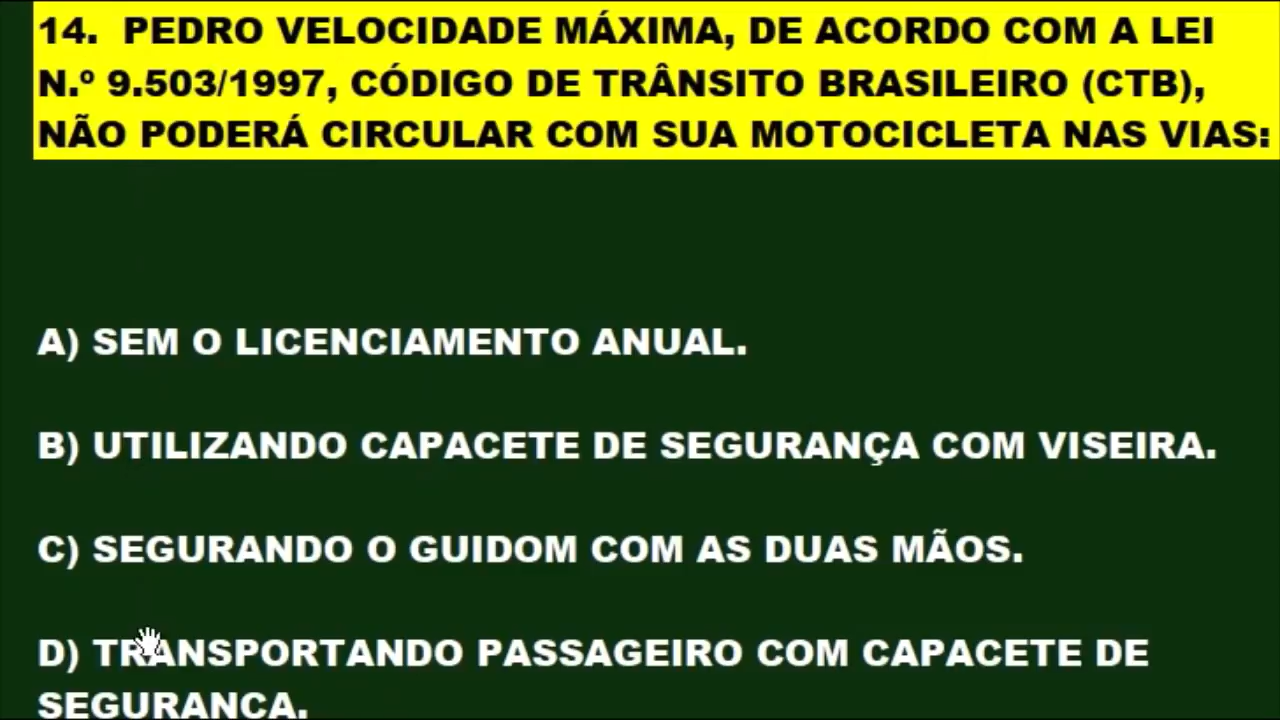 14. PEDRO VELOCIDADE MÁXIMA, DE ACORDO COM A LEI
N.º 9.503/1997, CÓDIGO DE TRÂNSITO BRASILEIRO (CTB),
NÃO PODERÁ CIRCULAR COM SUA MOTOCICLETA NAS VIAS:
A) SEM O LICENCIAMENTO ANUAL.
B) UTILIZANDO CAPACETE DE SEGURANÇA COM VISEIRA.
C) SEGURANDO O GUIDOM COM AS DUAS MÃOS.
D) TRANSPORTANDO PASSAGEIRO COM CAPACETE DE
SEGURANÇA.